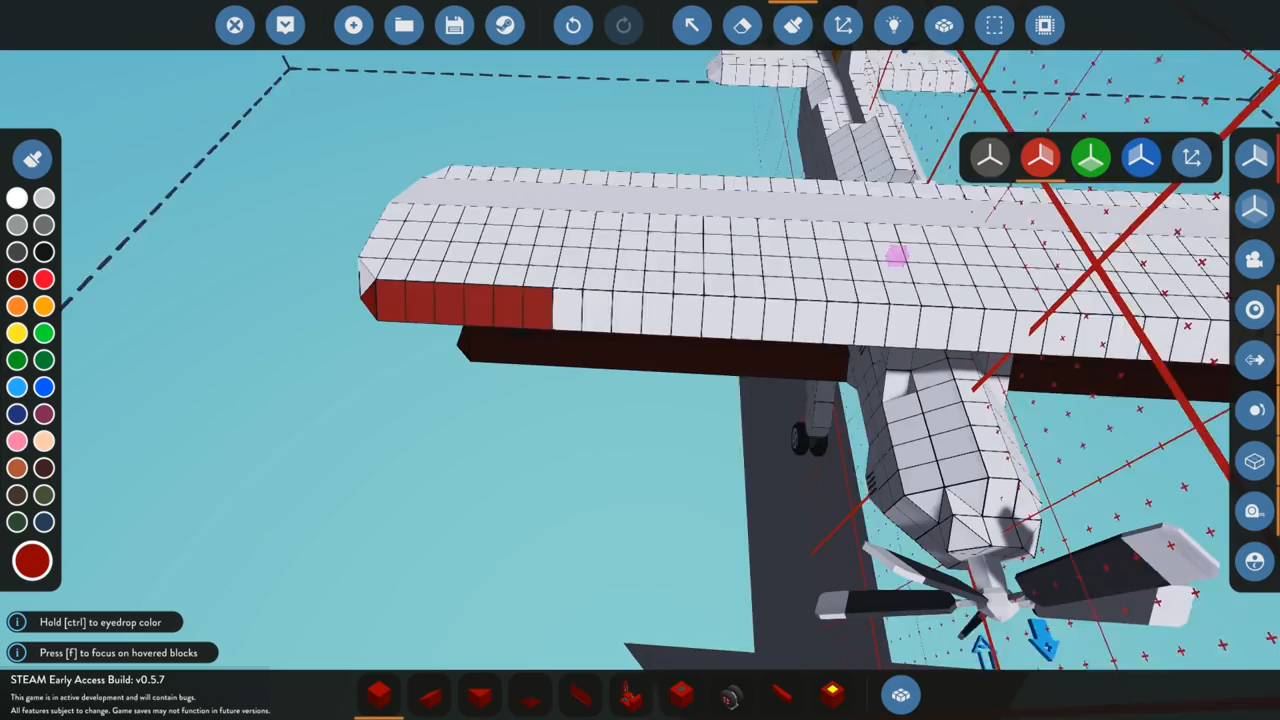 Hold [ctrl] to eyedrop color
Press [f] to focus on hovered blocks
STEAM Early Access Build: v0.5.7
This game is in active development and will contain bugs.
All features subject to change. Game saves may not function in future versions.